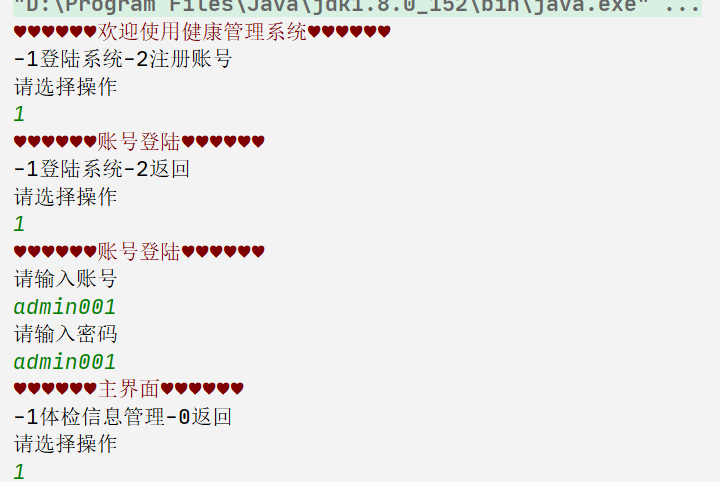 "D:\Program Files\Java\jdk1.8.0_152\bin\java.exe" ...
♥♥♥♥♥♥欢迎使用健康管理系统♥♥♥♥♥♥
-1登陆系统-2注册账号
请选择操作
1
♥♥♥♥♥♥账号登陆♥♥♥♥♥♥
-1登陆系统-2返回
请选择操作
1
♥♥♥♥♥♥账号登陆♥♥♥♥♥♥
请输入账号
admin001
请输入密码
admin001
♥♥♥♥♥♥主界面♥♥♥♥♥♥
-1体检信息管理-0返回
请选择操作
1